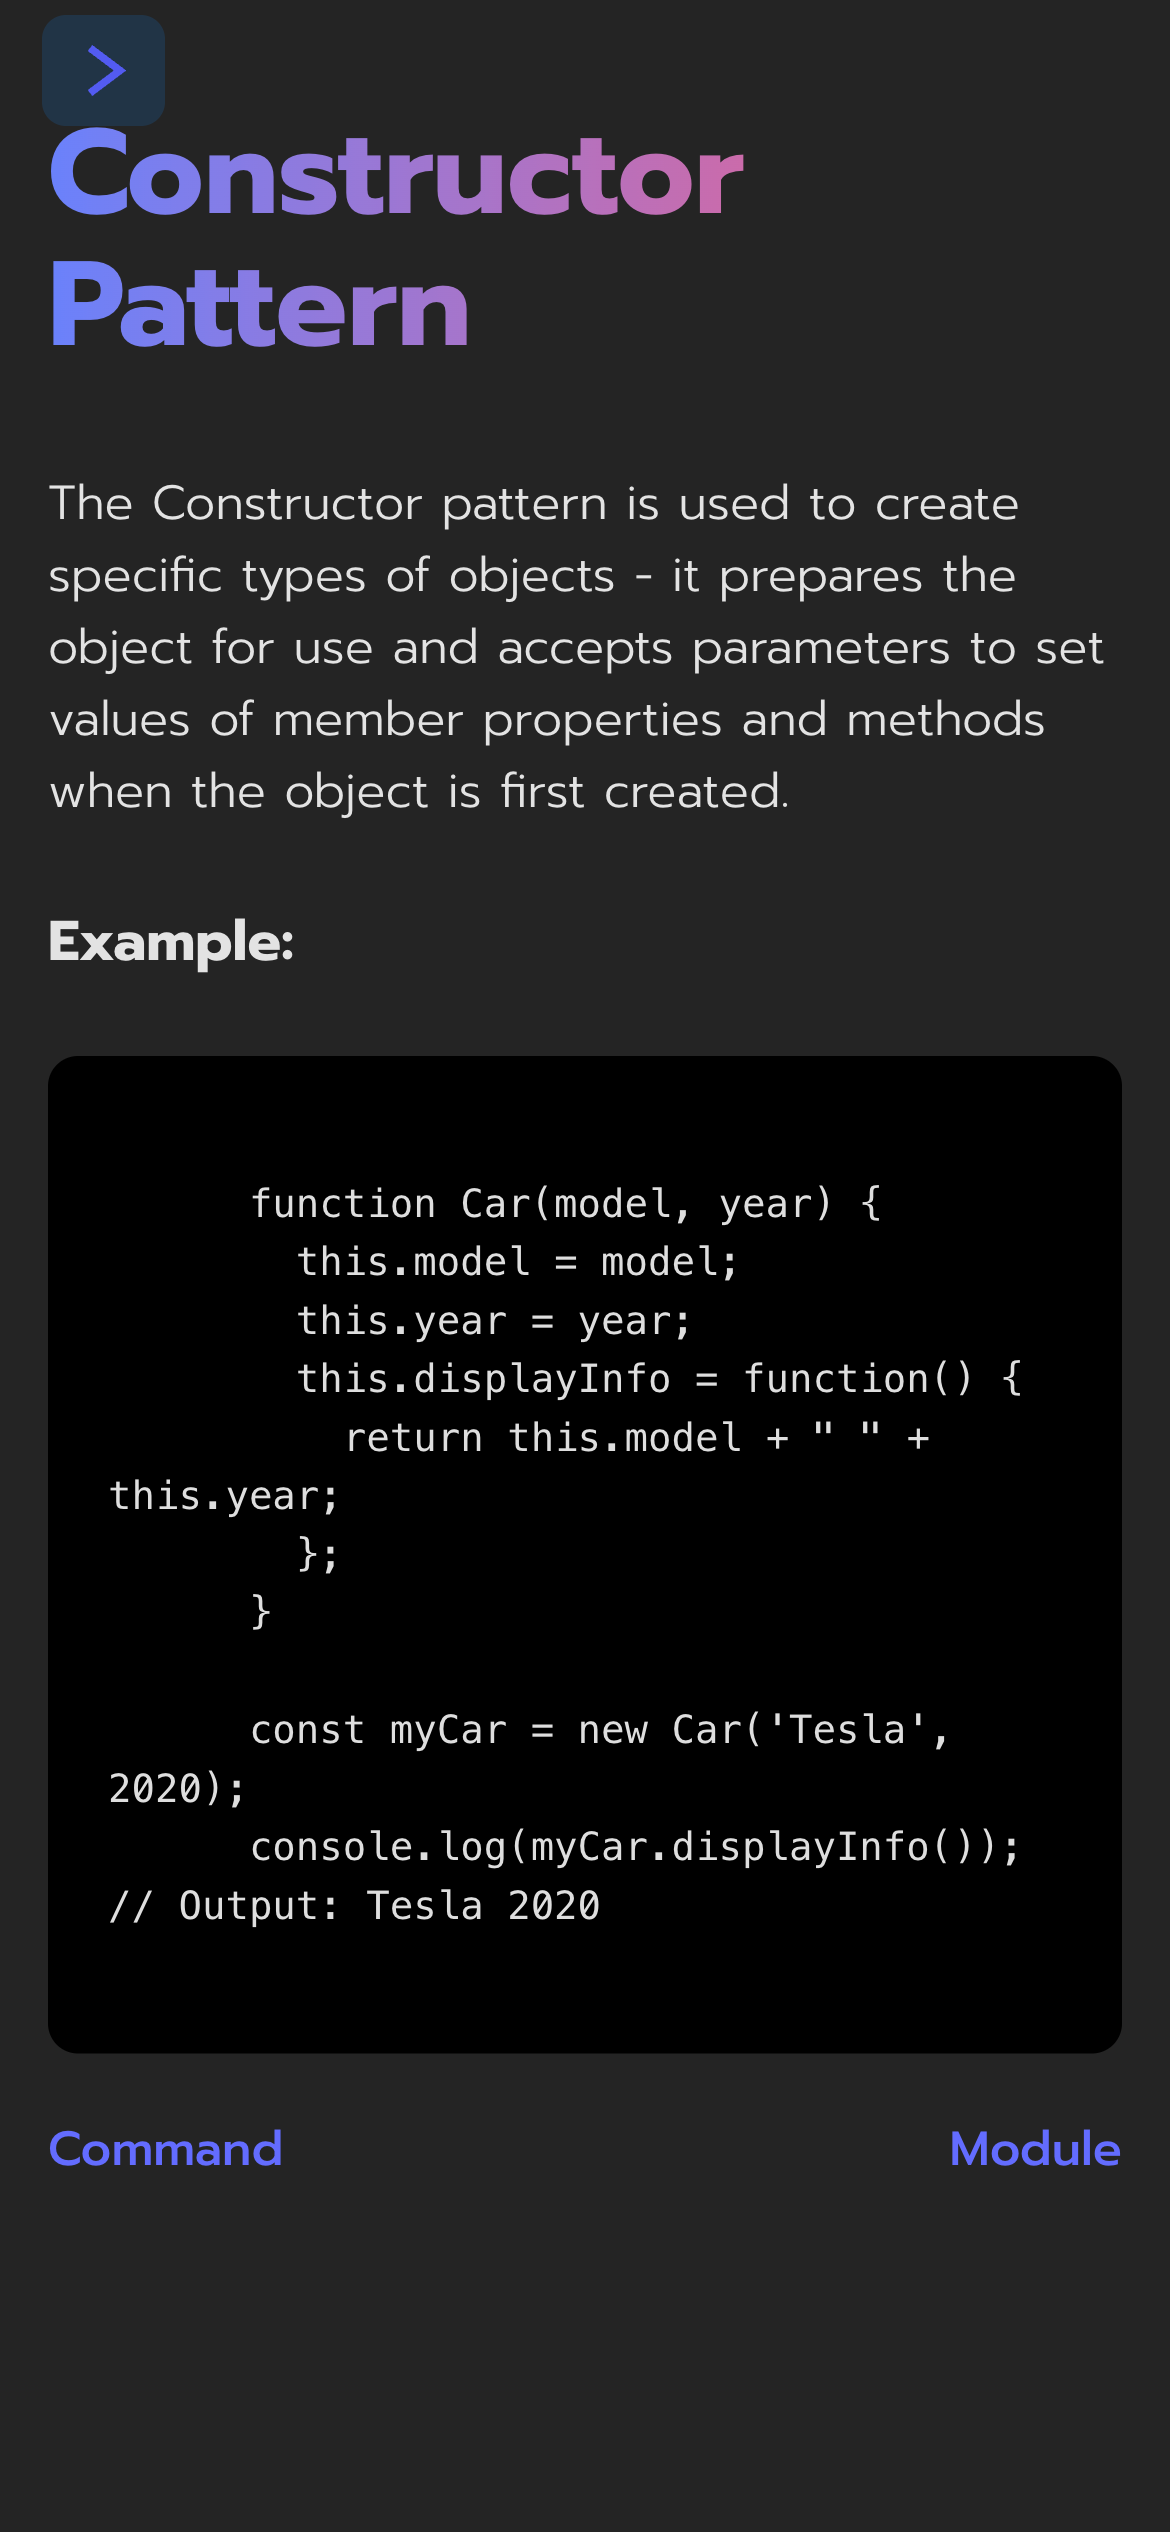 Constructor
Pattern
The Constructor pattern is used to create
specific types of objects - it prepares the
object for use and accepts parameters to set
values of member properties and methods
when the object is first created.
Example:
function Car(model, year) {
this.model = model;
this.year = year;
this.displayInfo = function() {
return this.model + " " +
this.year;
};
}
const myCar = new Car('Tesla',
2020);
console.log(myCar.displayInfo());
// Output: Tesla 2020
Command Module